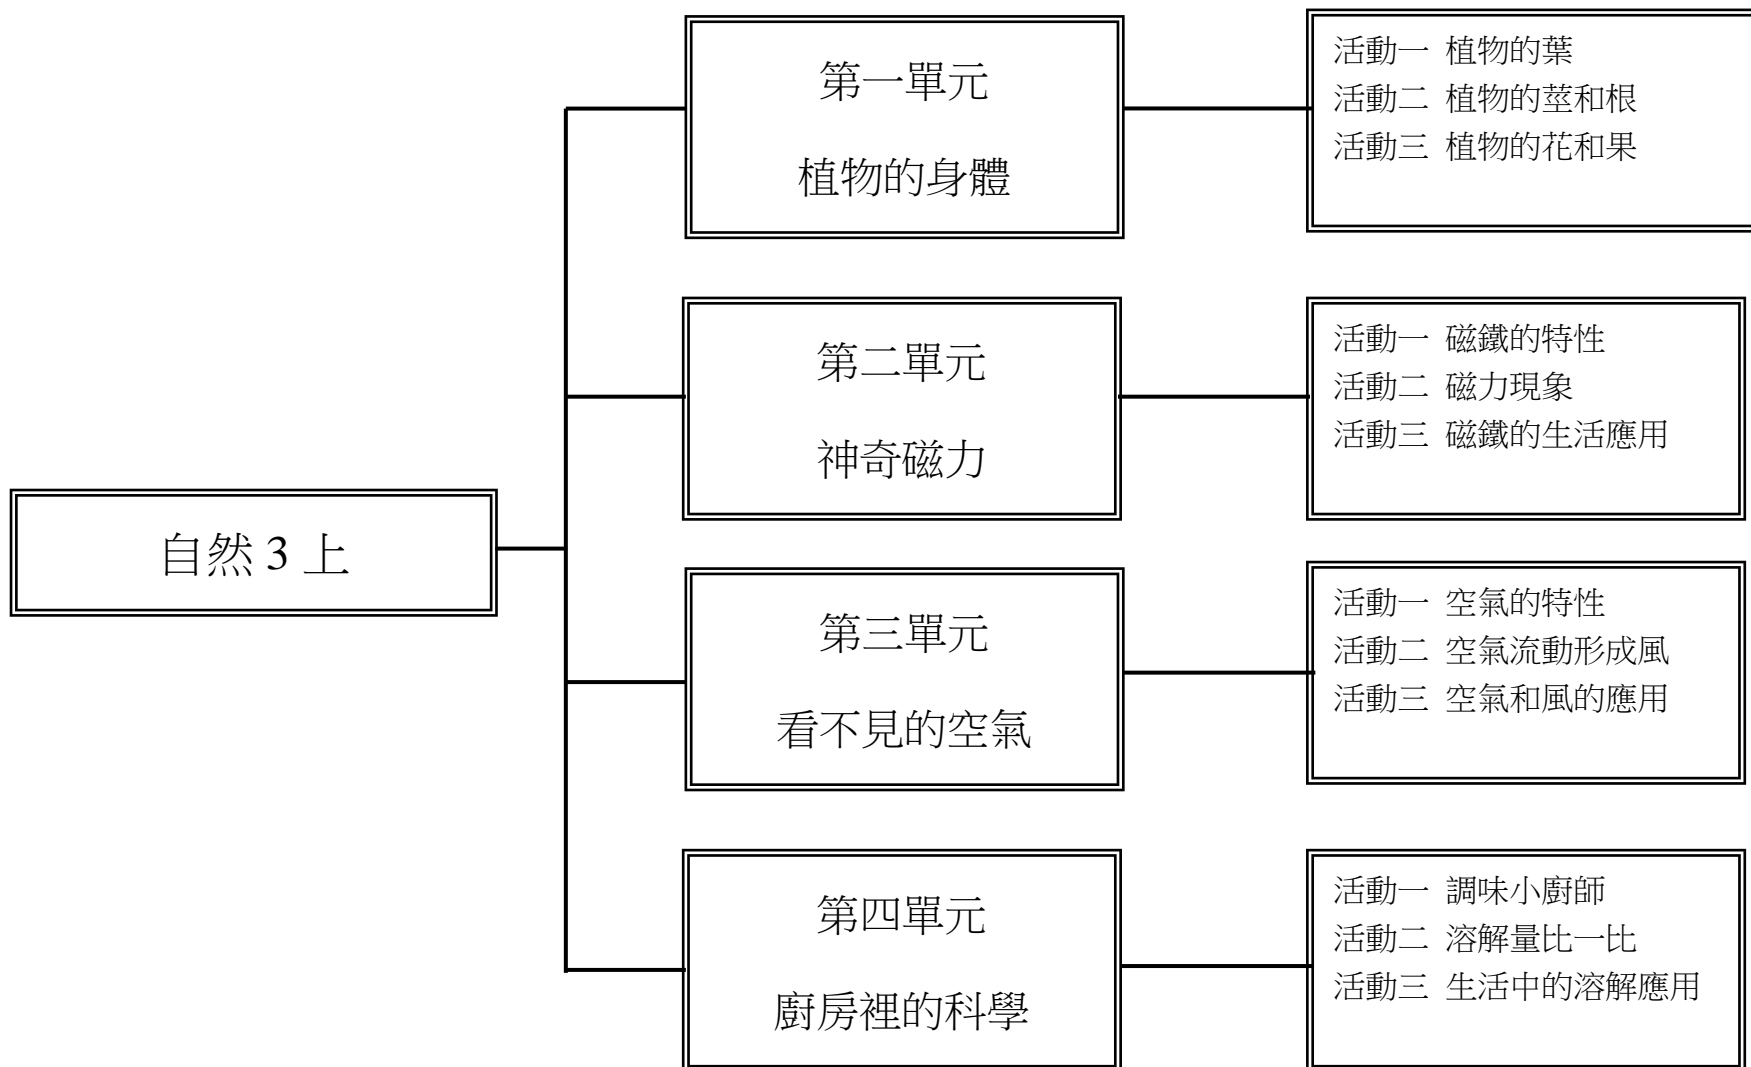 自然 3 上
第一單元
植物的身體
活動一 植物的葉
活動二 植物的莖和根
活動三 植物的花和果
第二單元
神奇磁力
活動一 磁鐵的特性
活動二 磁力現象
活動三 磁鐵的生活應用
第三單元
看不見的空氣
活動一 空氣的特性
活動二 空氣流動形成風
活動三 空氣和風的應用
第四單元
廚房裡的科學
活動一 調味小廚師
活動二 溶解量比一比
活動三 生活中的溶解應用